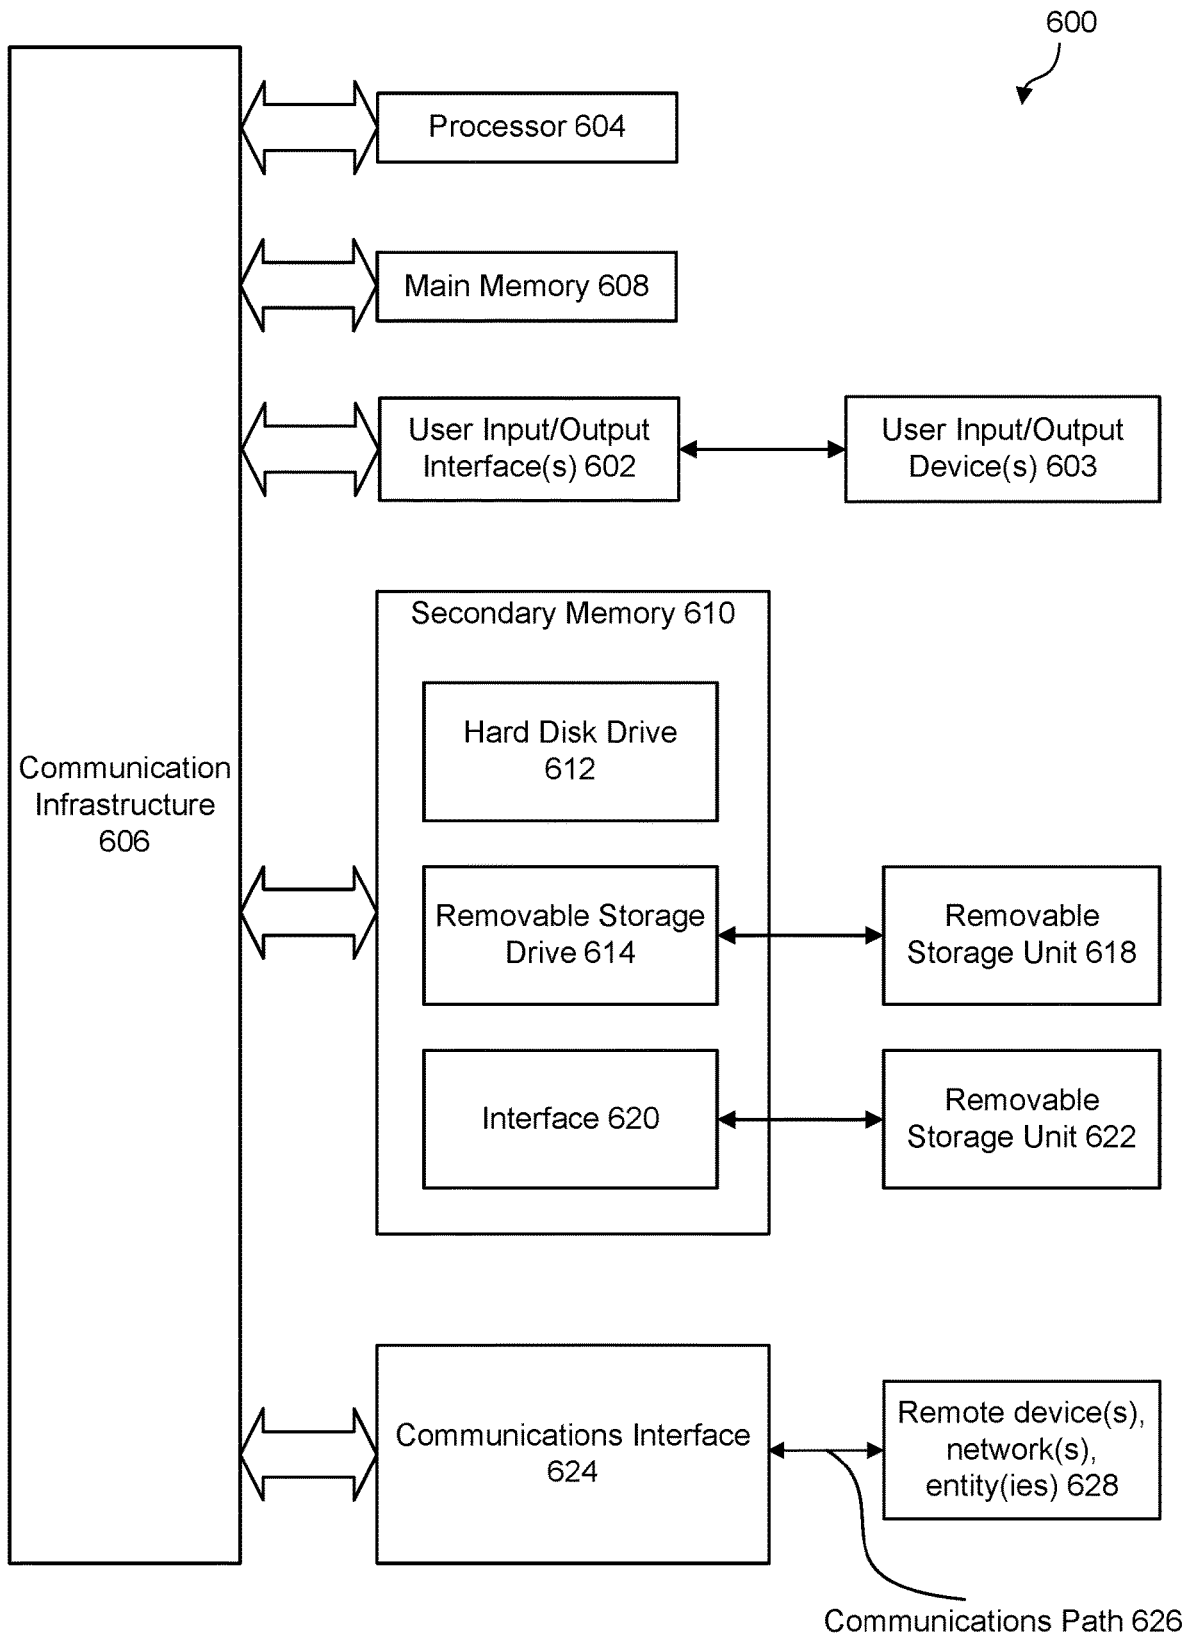 600
Processor 604
Main Memory 608
User Input/Output
Interface(s) 602
User Input/Output
Device(s) 603
Secondary Memory 610
Hard Disk Drive
612
Communication
Infrastructure
606
Removable Storage
Drive 614
Removable
Storage Unit 618
Interface 620
Removable
Storage Unit 622
Communications Interface
624
Remote device(s),
network(s),
entity(ies) 628
Communications Path 626